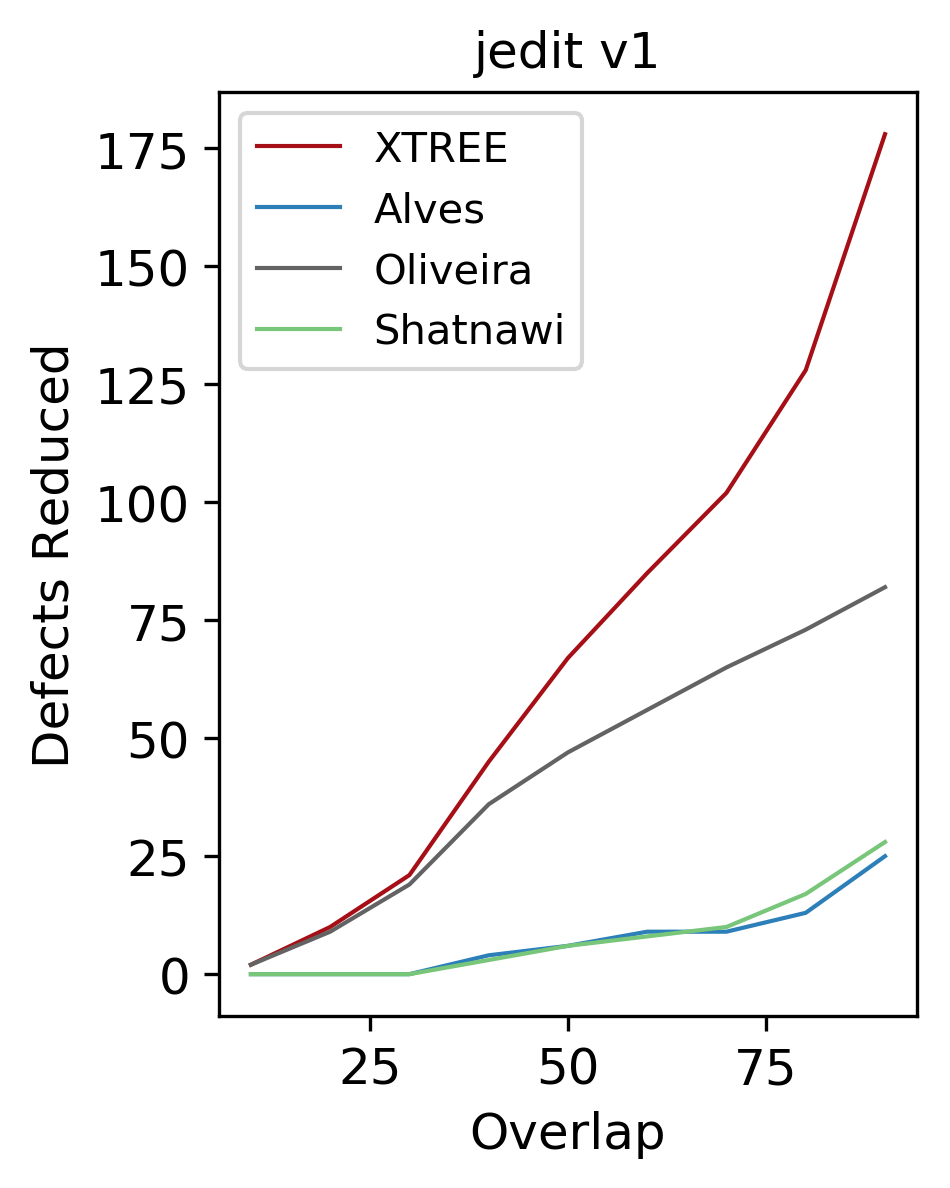 jedit v1
XTREE
Alves
Oliveira
Shatnawi
175
150
125
100
75
50
25
0
Defects Reduced
25 50 75
Overlap